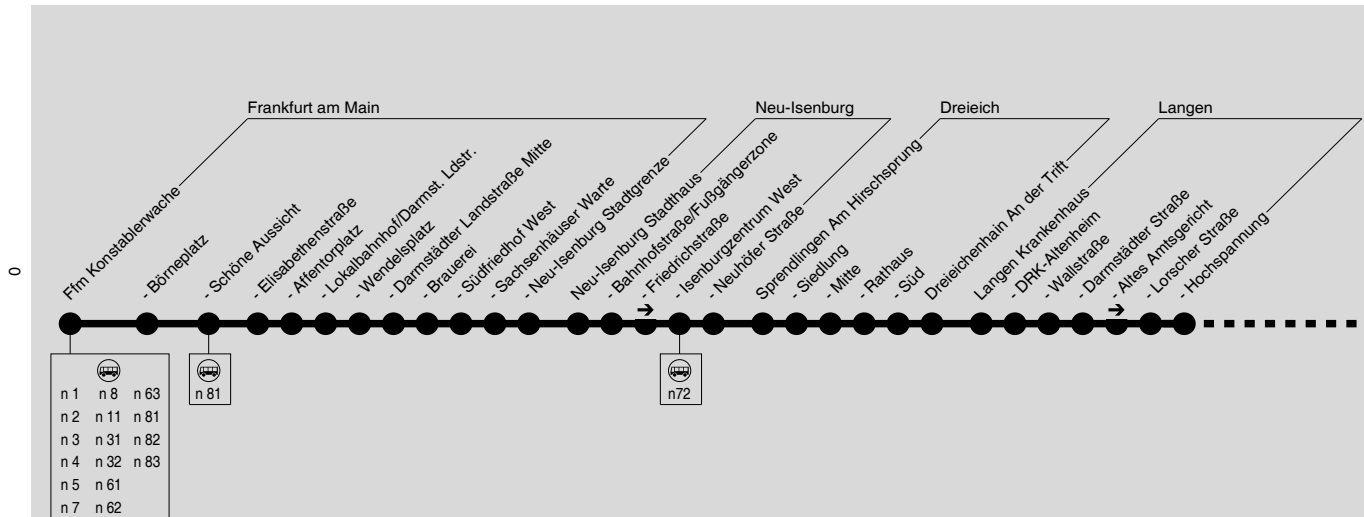 Frankfurt am Main
Neu-Isenburg
Dreieich
Langen
Ffm Konstablerwache
- Börneplatz
- Schöne Aussicht
- Elisabethenstraße
- Affentorplatz
- Lokalbahnhof/Darmst. Ldstr.
- Wendelsplatz
- Darmstädter Landstraße Mitte
- Brauerei
- Südfriedhof West
- Sachsenhäuser Warte
- Neu-Isenburg Stadtgrenze
Neu-Isenburg Stadthaus
- Bahnhofstraße/Fußgängerzone
- Friedrichstraße
- Isenburgzentrum West
- Neuhöfer Straße
Sprendlingen Am Hirschsprung
- Siedlung
- Mitte
- Rathaus
- Süd
Dreieichenhain An der Trift
Langen Krankenhaus
- DRK-Altenheim
- Wallstraße
- Darmstädter Straße
- Altes Amtsgericht
- Lorscher Straße
- Hochspannung
0
n 1 n 8 n 63
n 2 n 11 n 81
n 3 n 31 n 82
n 4 n 32 n 83
n 5 n 61
n 7 n 62
n 81
n72